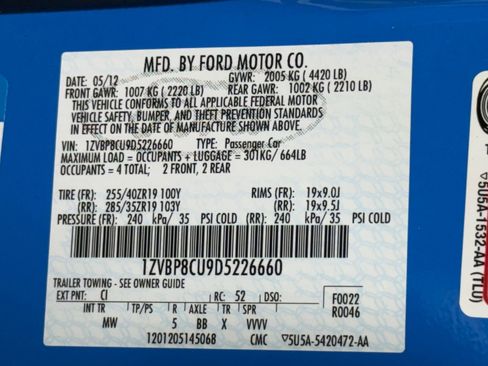 MFD. BY FORD MOTOR CO.
DATE: 05/12 GVWR: 2005 KG ( 4420 LB)
FRONT GAWR: 1007 KG ( 2220 LB) REAR GAWR: 1002 KG ( 2210 LB)
THIS VEHICLE CONFORMS TO ALL APPLICABLE FEDERAL MOTOR
VEHICLE SAFETY, BUMPER, AND THEFT PREVENTION STANDARDS
IN EFFECT ON THE DATE OF MANUFACTURE SHOWN ABOVE.
VIN: 1ZVBP8CU9D5226660 TYPE: Passenger Car
MAXIMUM LOAD = OCCUPANTS + LUGGAGE = 301KG/ 664LB
OCCUPANTS = 4 TOTAL; 2 FRONT, 2 REAR
TIRE (FR): 255/40ZR19 100Y RIMS (FR): 19x9.0J
(RR): 285/35ZR19 103Y (RR): 19x9.5J
PRESSURE (FR): 240 kPa/ 35 PSI COLD (RR): 240 kPa/ 35 PSI COLD
1ZVBP8CU9D5226660
TRAILER TOWING - SEE OWNER GUIDE
EXT PNT: CI RC: 52 F0022
INT TR TP/PS R AXLE TR SPR R0046
MW 5 BB X VVVV
1201205145068 CMC ▽5U5A-5420472-AA
▽5U5A-1532-AA (TLU)